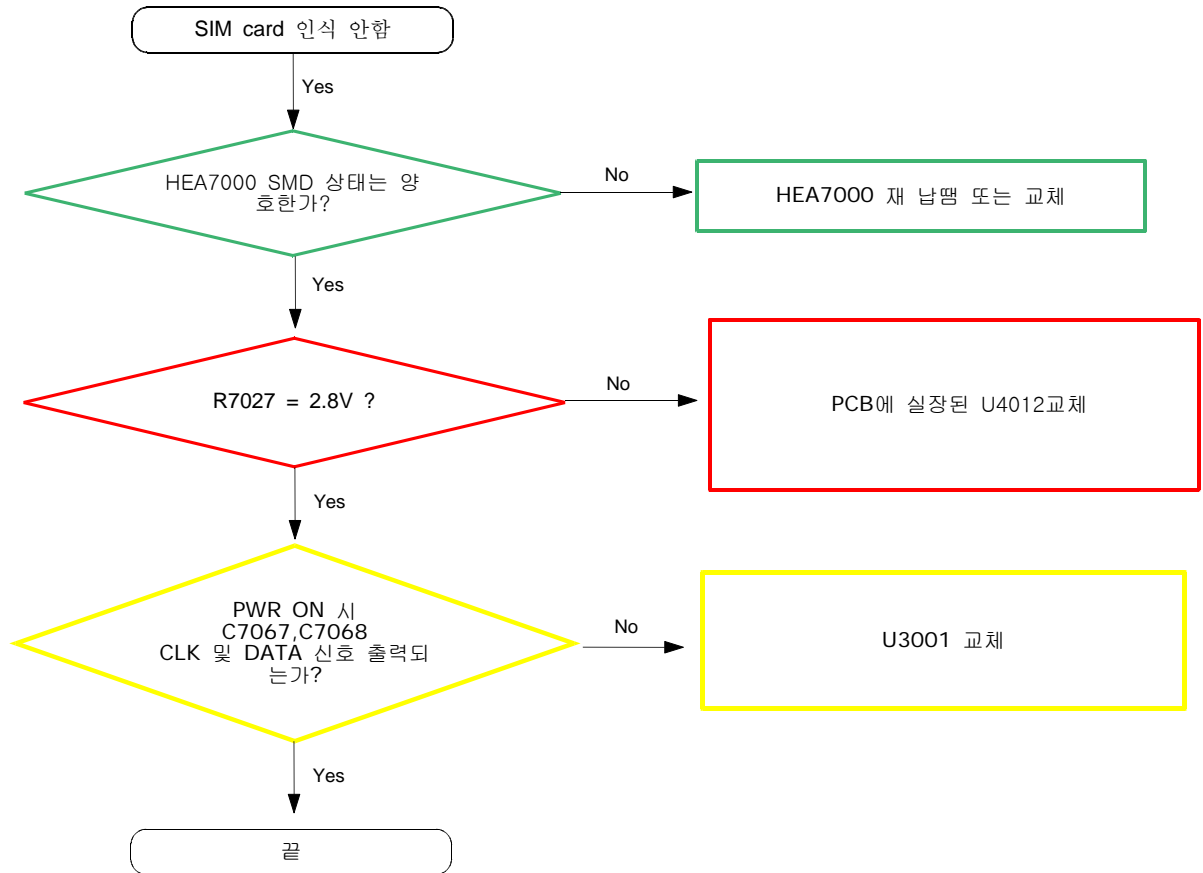 SIM card 인식 안함
Yes
HEA7000 SMD 상태는 양
호한가?
No
HEA7000 재 납땜 또는 교체
Yes
R7027 = 2.8V ?
No
PCB에 실장된 U4012교체
Yes
PWR ON 시
C7067,C7068
CLK 및 DATA 신호 출력되
는가?
No
U3001 교체
Yes
끝